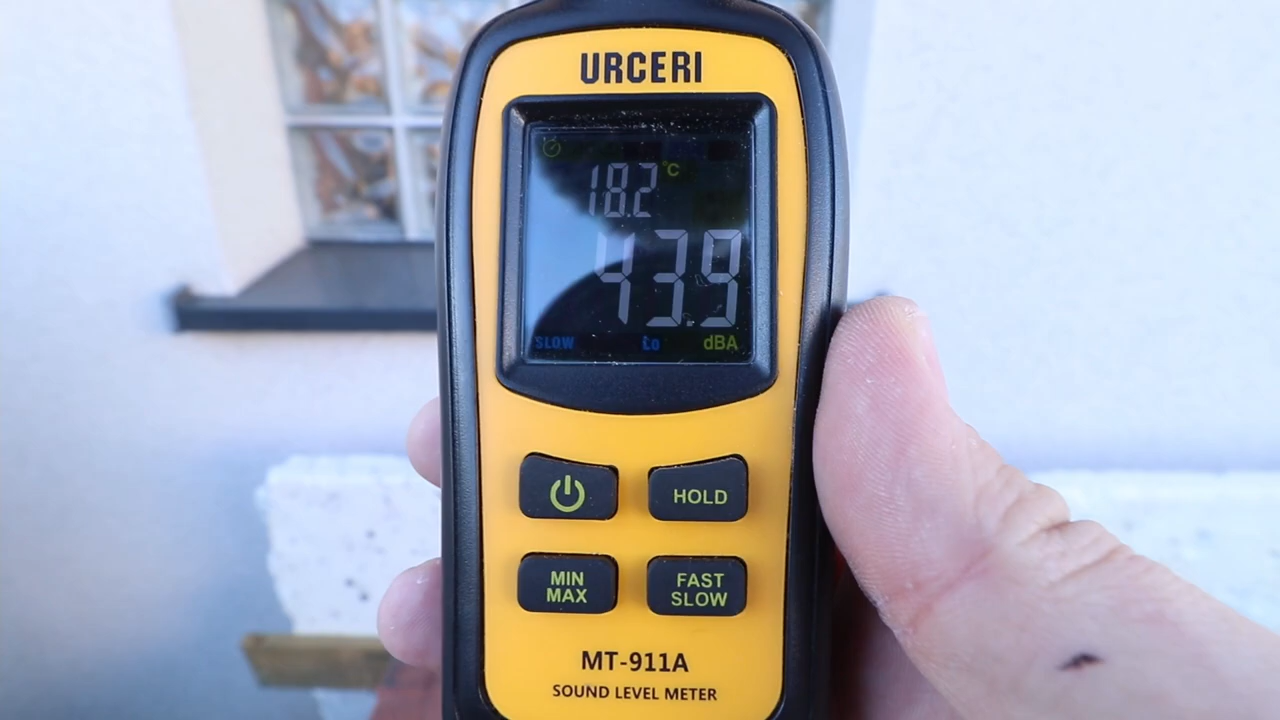 URCERI
18.2 °C
43.9
SLOW Lo dBA
HOLD
MIN
MAX
FAST
SLOW
MT-911A
SOUND LEVEL METER